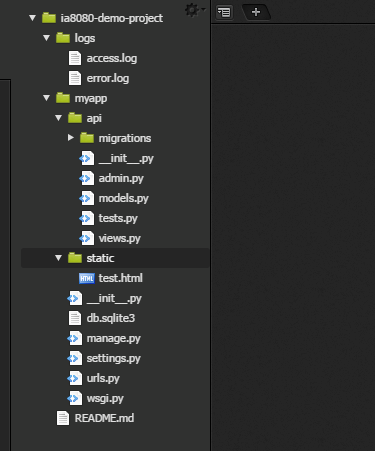 ia8080-demo-project
logs
access.log
error.log
myapp
api
migrations
__init__.py
admin.py
models.py
tests.py
views.py
static
HTML test.html
__init__.py
db.sqlite3
manage.py
settings.py
urls.py
wsgi.py
README.md